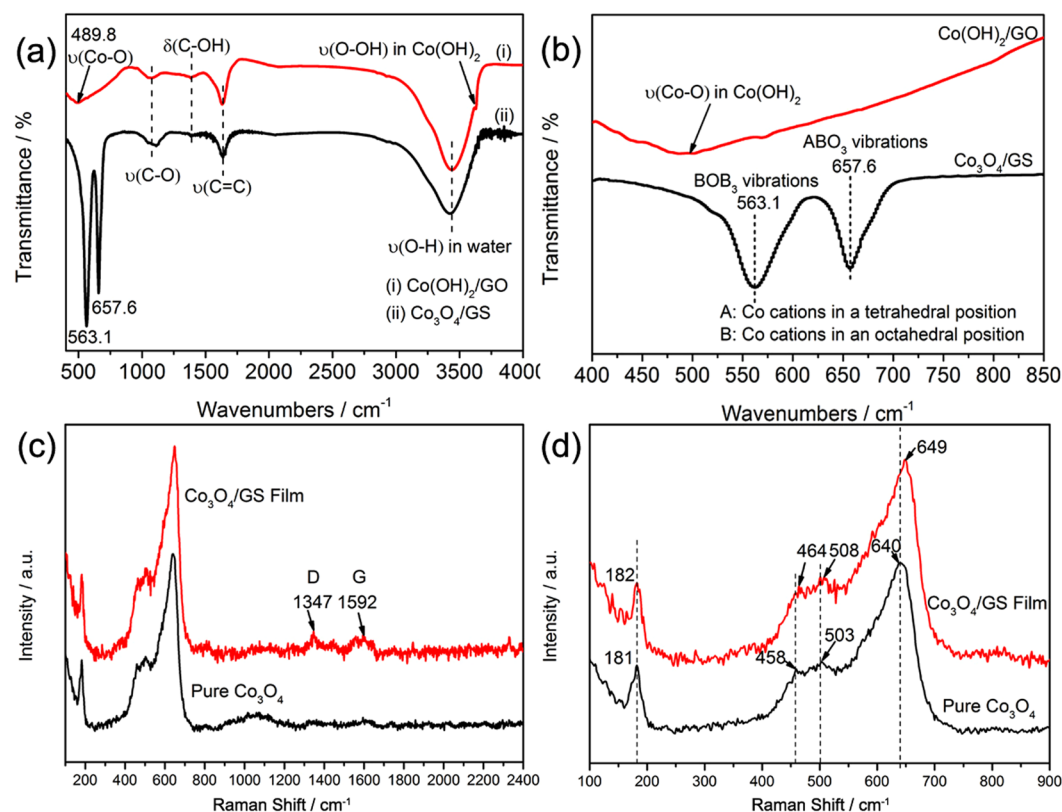 (a)
489.8
υ(Co-O)
δ(C-OH)
υ(O-OH) in Co(OH)₂
(i)
(ii)
υ(C-O)
υ(C=C)
υ(O-H) in water
657.6
563.1
(i) Co(OH)₂/GO
(ii) Co₃O₄/GS
Transmittance / %
500 1000 1500 2000 2500 3000 3500 4000
Wavenumbers / cm⁻¹
(b)
Co(OH)₂/GO
υ(Co-O) in Co(OH)₂
ABO₃ vibrations
657.6
Co₃O₄/GS
BOB₃ vibrations
563.1
A: Co cations in a tetrahedral position
B: Co cations in an octahedral position
Transmittance / %
400 450 500 550 600 650 700 750 800 850
Wavenumbers / cm⁻¹
(c)
Co₃O₄/GS Film
D
1347
G
1592
Pure Co₃O₄
Intensity / a.u.
200 400 600 800 1000 1200 1400 1600 1800 2000 2200 2400
Raman Shift / cm⁻¹
(d)
649
464
508
640
182
Co₃O₄/GS Film
503
458
181
Pure Co₃O₄
Intensity / a.u.
100 200 300 400 500 600 700 800 900
Raman Shift / cm⁻¹